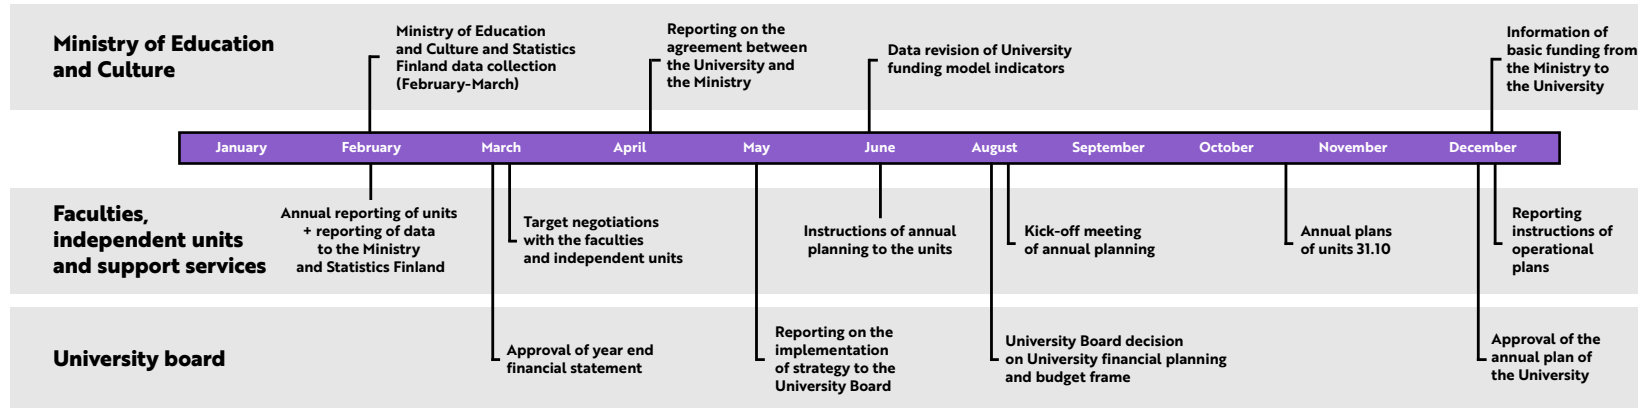 Ministry of Education
and Culture
Ministry of Education
and Culture and Statistics
Finland data collection
(February-March)
Reporting on the
agreement between
the University and
the Ministry
Data revision of University
funding model indicators
Information of
basic funding from
the Ministry to
the University
January
February
March
April
May
June
August
September
October
November
December
Faculties,
independent units
and support services
Annual reporting of units
+ reporting of data
to the Ministry
and Statistics Finland
Target negotiations
with the faculties
and independent units
Instructions of annual
planning to the units
Kick-off meeting
of annual planning
Annual plans
of units 31.10
Reporting
instructions of
operational
plans
University board
Approval of year end
financial statement
Reporting on the
implementation
of strategy to the
University Board
University Board decision
on University financial planning
and budget frame
Approval of the
annual plan of
the University